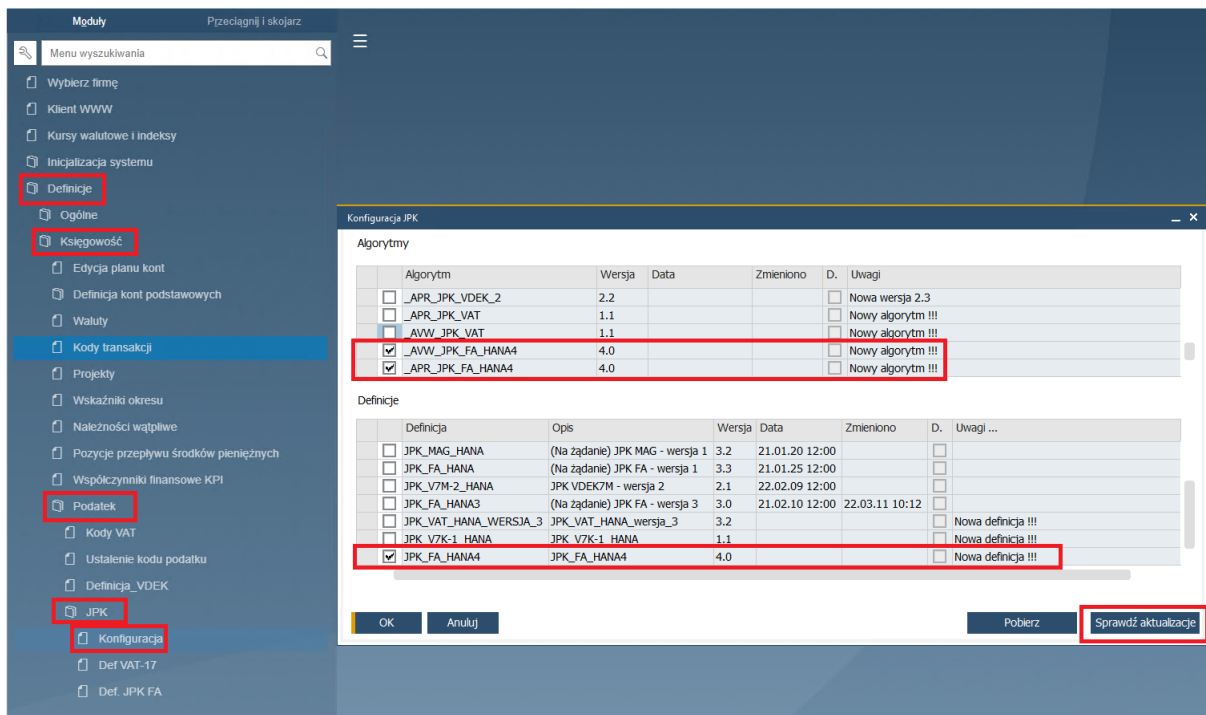 Moduły Przeciągnij i skojarz
Menu wyszukiwania
Wybierz firmę
Klient WWW
Kursy walutowe i indeksy
Inicjalizacja systemu
Definicje
Ogólne
Księgowość
Edycja planu kont
Definicja kont podstawowych
Waluty
Kody transakcji
Projekty
Wskaźniki okresu
Należności wątpliwe
Pozycje przepływu środków pieniężnych
Współczynniki finansowe KPI
Podatek
Kody VAT
Ustalenie kodu podatku
Definicja_VDEK
JPK
Konfiguracja
Def VAT-17
Def. JPK FA
Konfiguracja JPK
Algorytmy
Algorytm Wersja Data Zmieniono D. Uwagi
_APR_JPK_VDEK_2 2.2 Nowa wersja 2.3
_APR_JPK_VAT 1.1 Nowy algorytm !!!
_AVW_JPK_VAT 1.1 Nowy algorytm !!!
_AVW_JPK_FA_HANA4 4.0 Nowy algorytm !!!
_APR_JPK_FA_HANA4 4.0 Nowy algorytm !!!
Definicje
Definicja Opis Wersja Data Zmieniono D. Uwagi ...
JPK_MAG_HANA (Na żądanie) JPK MAG - wersja 1 3.2 21.01.20 12:00
JPK_FA_HANA (Na żądanie) JPK FA - wersja 1 3.3 21.01.25 12:00
JPK_V7M-2_HANA JPK VDEK7M - wersja 2 2.1 22.02.09 12:00
JPK_FA_HANA3 (Na żądanie) JPK FA - wersja 3 3.0 21.02.10 12:00 22.03.11 10:12
JPK_VAT_HANA_WERSJA_3 JPK_VAT_HANA_wersja_3 3.2 Nowa definicja !!!
JPK_V7K-1_HANA JPK_V7K-1_HANA 1.1 Nowa definicja !!!
JPK_FA_HANA4 JPK_FA_HANA4 4.0 Nowa definicja !!!
OK Anuluj Pobierz Sprawdź aktualizacje